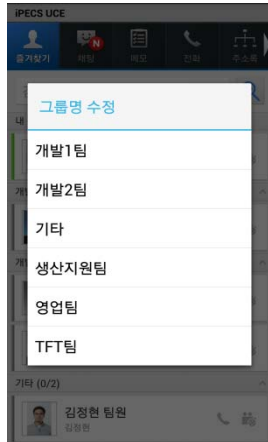 iPECS UCE
즐겨찾기
채팅
N
메모
전화
주소록
그룹명 수정
개발1팀
개발2팀
기타
생산지원팀
영업팀
TFT팀
기타 (0/2)
김정현 팀원
김정현